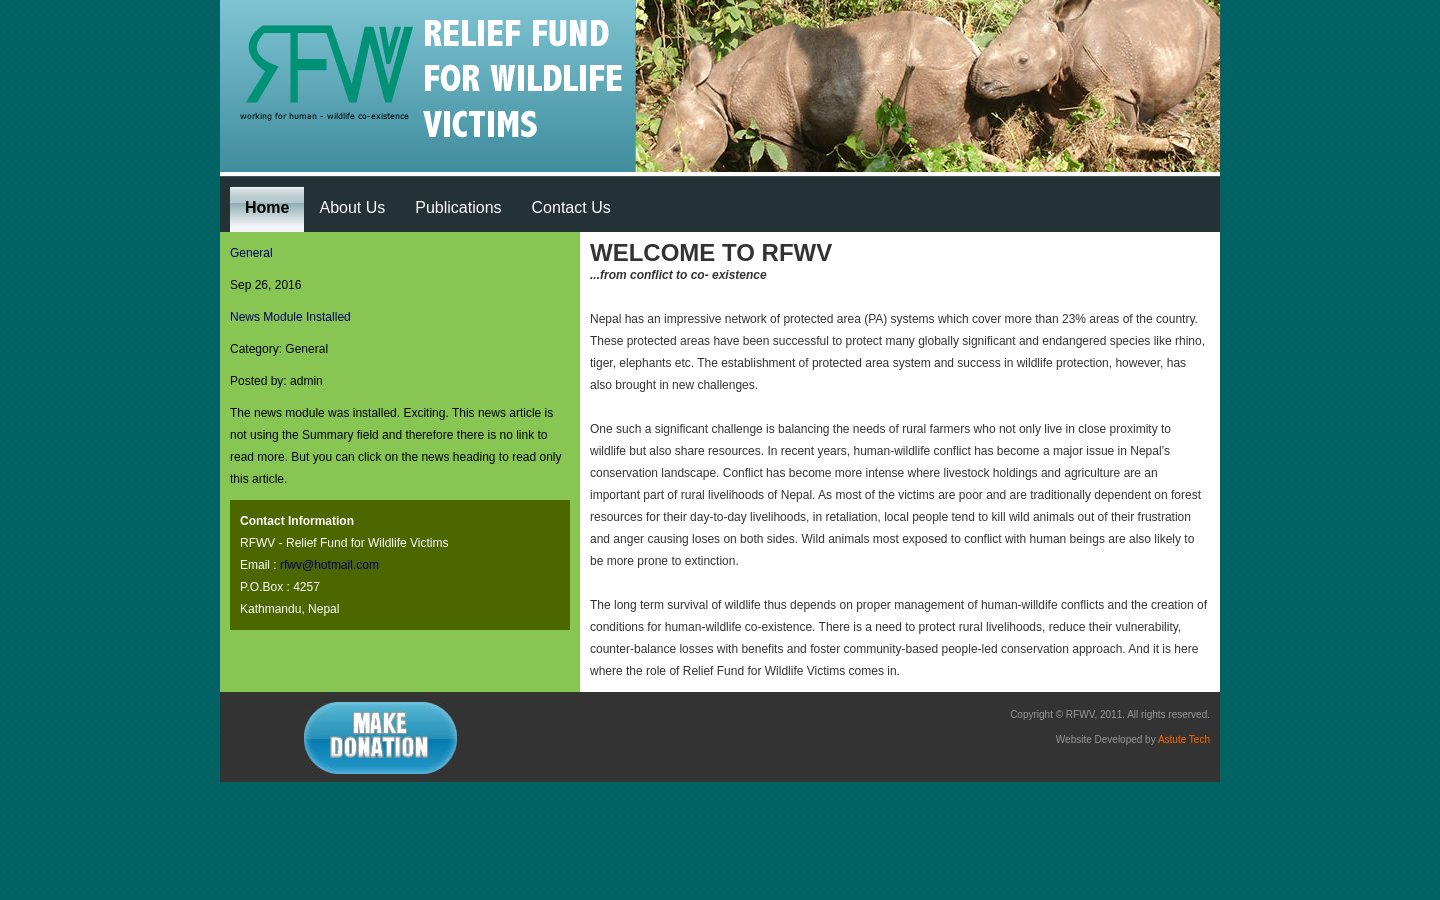 RFWV
working for human - wildlife co-existence
RELIEF FUND
FOR WILDLIFE
VICTIMS
Home
About Us
Publications
Contact Us
General
Sep 26, 2016
News Module Installed
Category: General
Posted by: admin
The news module was installed. Exciting. This news article is
not using the Summary field and therefore there is no link to
read more. But you can click on the news heading to read only
this article.
Contact Information
RFWV - Relief Fund for Wildlife Victims
Email : rfwv@hotmail.com
P.O.Box : 4257
Kathmandu, Nepal
WELCOME TO RFWV
...from conflict to co- existence
Nepal has an impressive network of protected area (PA) systems which cover more than 23% areas of the country.
These protected areas have been successful to protect many globally significant and endangered species like rhino,
tiger, elephants etc. The establishment of protected area system and success in wildlife protection, however, has
also brought in new challenges.
One such a significant challenge is balancing the needs of rural farmers who not only live in close proximity to
wildlife but also share resources. In recent years, human-wildlife conflict has become a major issue in Nepal's
conservation landscape. Conflict has become more intense where livestock holdings and agriculture are an
important part of rural livelihoods of Nepal. As most of the victims are poor and are traditionally dependent on forest
resources for their day-to-day livelihoods, in retaliation, local people tend to kill wild animals out of their frustration
and anger causing loses on both sides. Wild animals most exposed to conflict with human beings are also likely to
be more prone to extinction.
The long term survival of wildlife thus depends on proper management of human-willdife conflicts and the creation of
conditions for human-wildlife co-existence. There is a need to protect rural livelihoods, reduce their vulnerability,
counter-balance losses with benefits and foster community-based people-led conservation approach. And it is here
where the role of Relief Fund for Wildlife Victims comes in.
MAKE
DONATION
Copyright © RFWV, 2011. All rights reserved.
Website Developed by Astute Tech